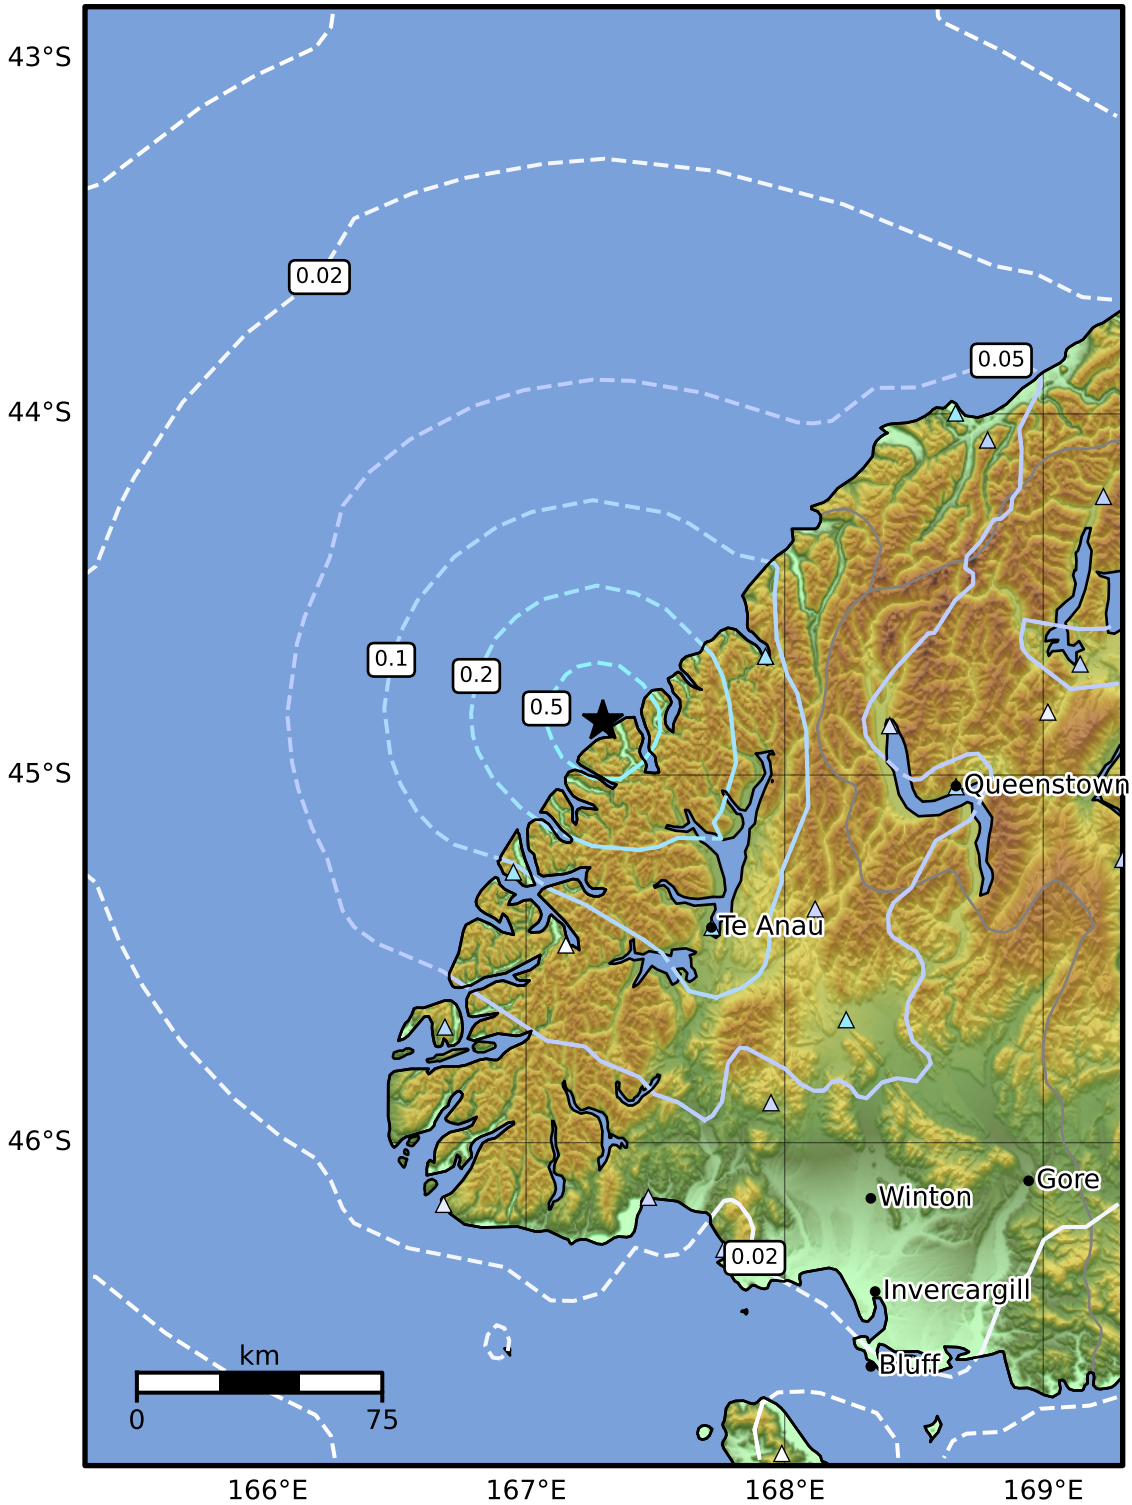 43°S
0.02
0.05
44°S
0.1
0.2
0.5
45°S
Queenstown
Te Anau
46°S
Gore
Winton
0.02
Invercargill
km
Bluff
0
75
166°E
167°E
168°E
169°E